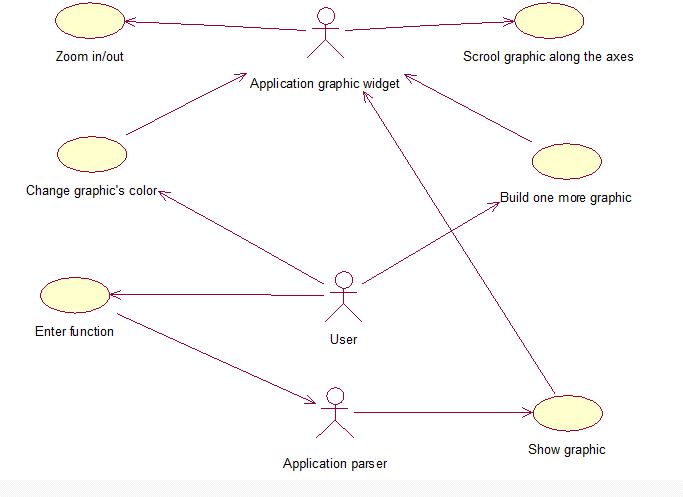 Zoom in/out
Scrool graphic along the axes
Application graphic widget
Change graphic's color
Build one more graphic
Enter function
User
Application parser
Show graphic